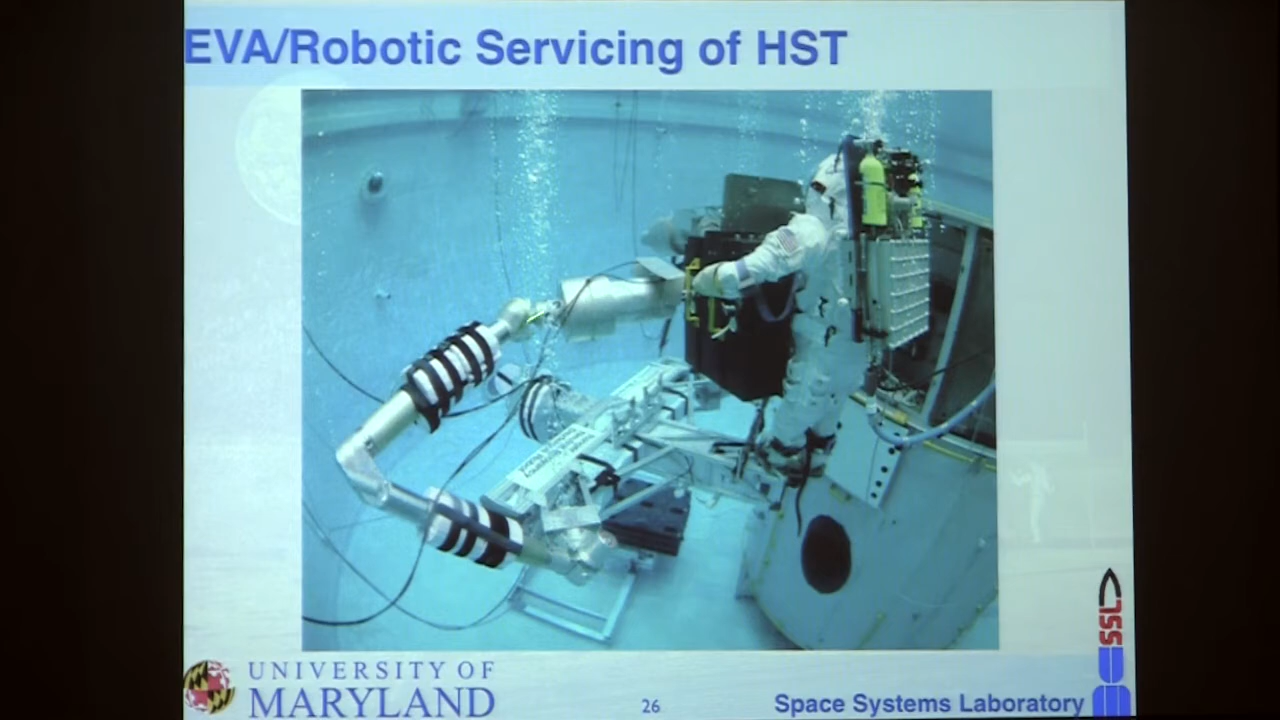 EVA/Robotic Servicing of HST
UNIVERSITY OF
MARYLAND
26
Space Systems Laboratory
SSL